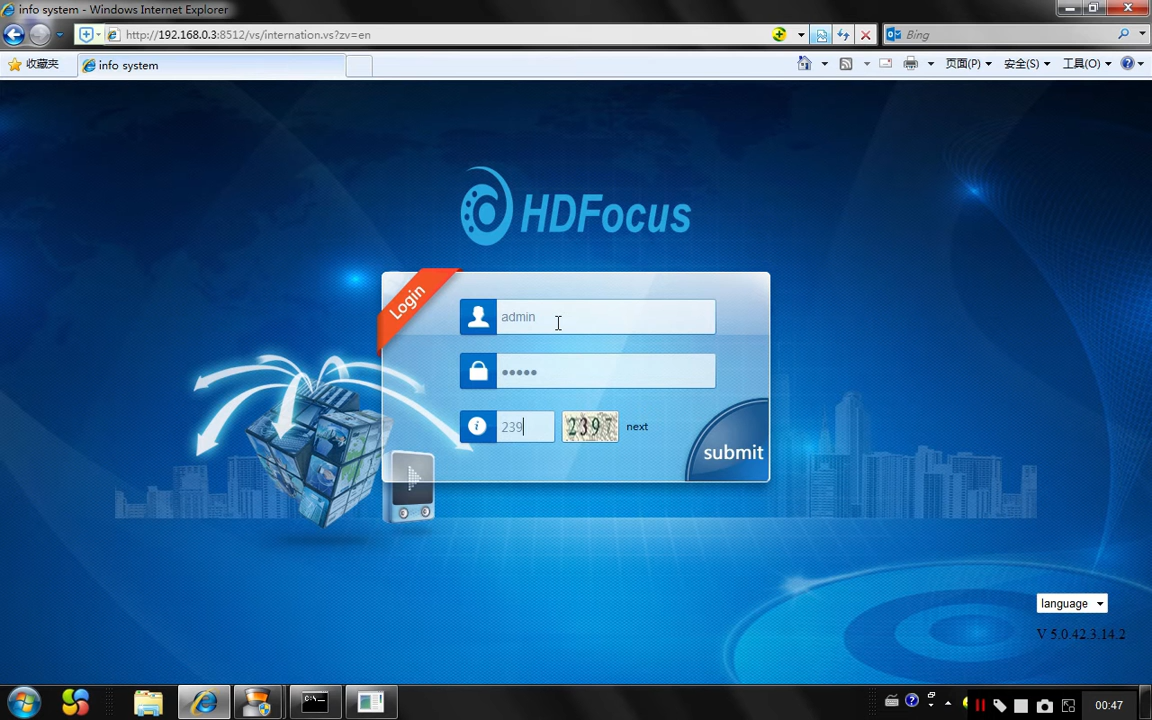 info system - Windows Internet Explorer
http://192.168.0.3:8512/vs/internation.vs?zv=en
Bing
收藏夹
info system
页面(P)
安全(S)
工具(O)
HDFocus
Login
admin
239
2397
next
submit
language
V 5.0.42.3.14.2
C:\.
00:47